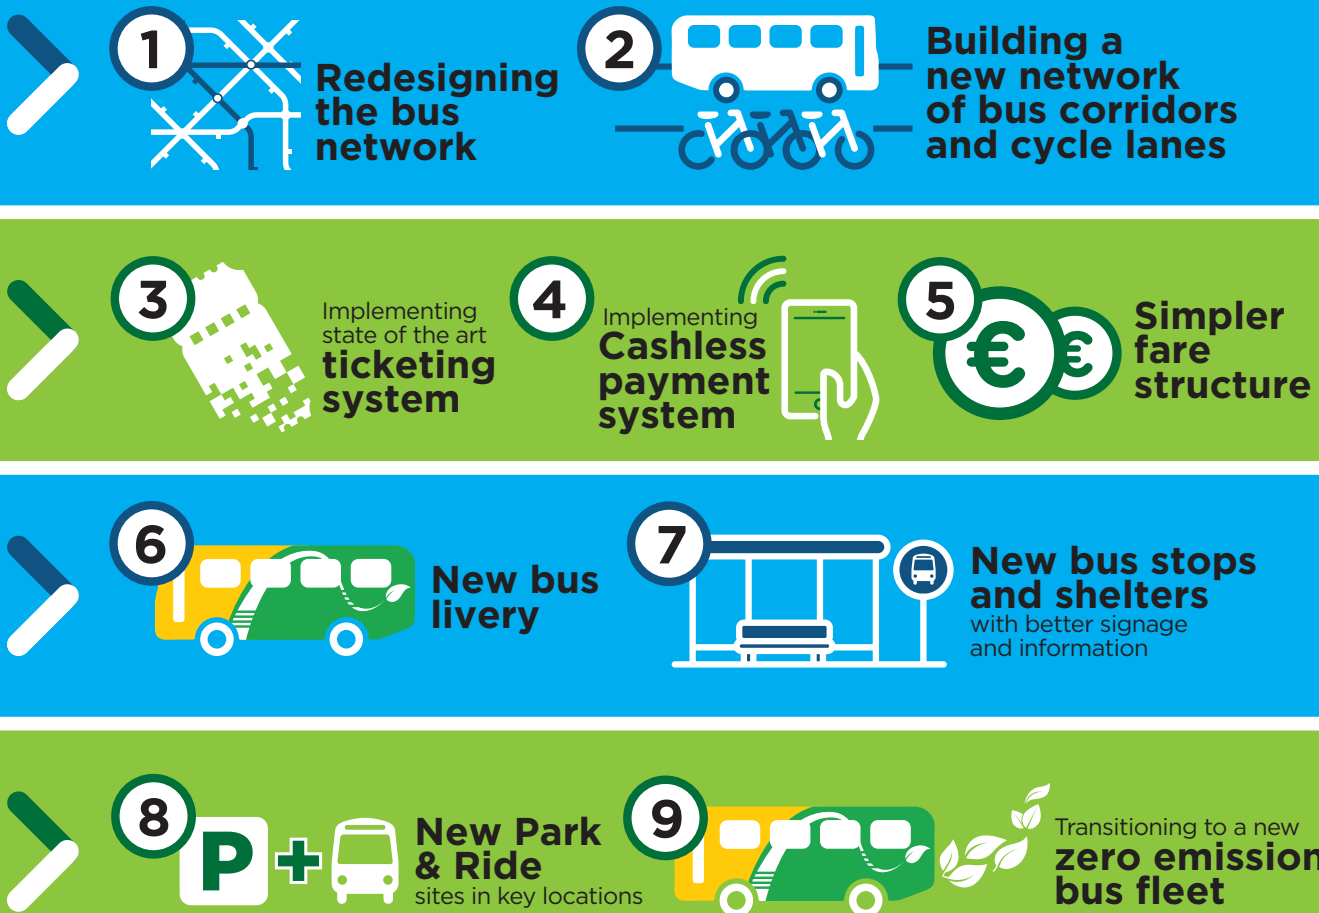 1
Redesigning
the bus
network
2
Building a
new network
of bus corridors
and cycle lanes
3
Implementing
state of the art
ticketing
system
4
Implementing
Cashless
payment
system
5
€
€
Simpler
fare
structure
6
New bus
livery
7
New bus stops
and shelters
with better signage
and information
8
P
+
New Park
& Ride
sites in key locations
9
Transitioning to a new
zero emission
bus fleet